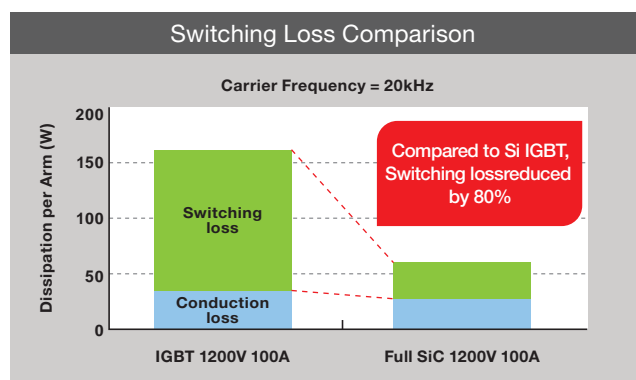 Switching Loss Comparison
Carrier Frequency = 20kHz
Dissipation per Arm (W)
200
150
100
50
0
Switching
loss
Conduction
loss
Compared to Si IGBT,
Switching lossreduced
by 80%
IGBT 1200V 100A
Full SiC 1200V 100A